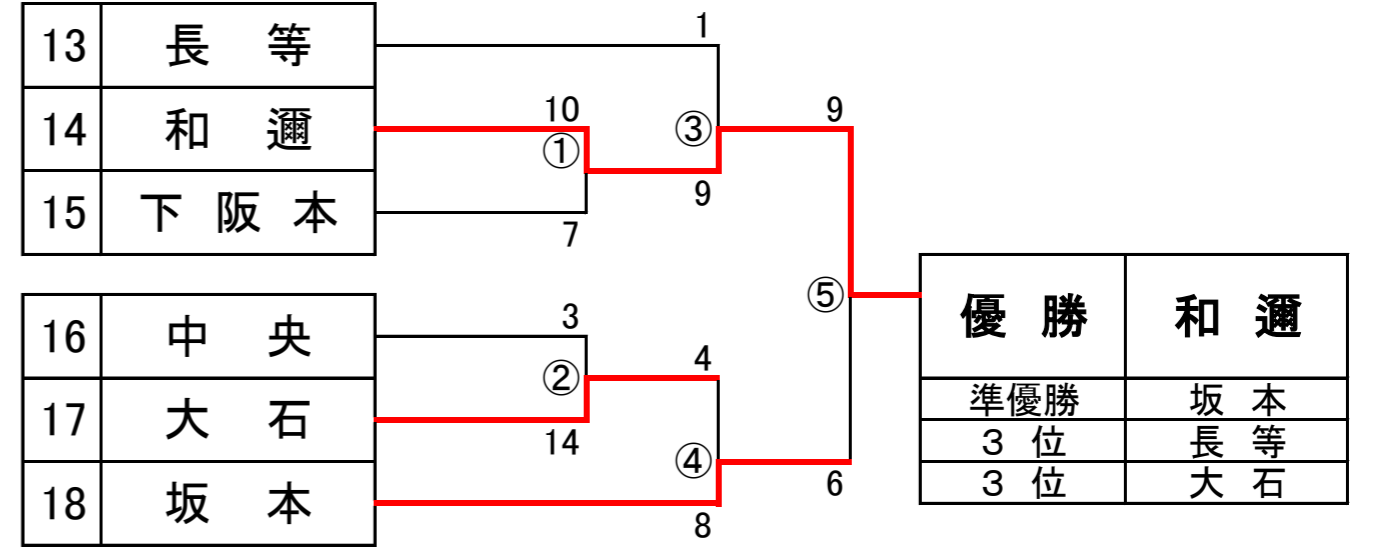 13 長 等
14 和 邇
15 下 阪 本
16 中 央
17 大 石
18 坂 本
1
10
①
7
③
9
9
3
②
14
4
④
8
⑤
6
優 勝 和 邇
準優勝 坂 本
３ 位 長 等
３ 位 大 石